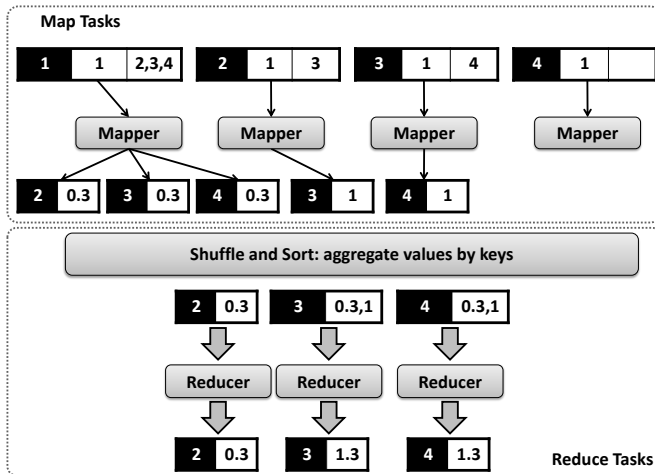 Map Tasks
1 1 2,3,4 2 1 3 3 1 4 4 1
Mapper Mapper Mapper Mapper
2 0.3 3 0.3 4 0.3 3 1 4 1
Shuffle and Sort: aggregate values by keys
2 0.3 3 0.3,1 4 0.3,1
Reducer Reducer Reducer
2 0.3 3 1.3 4 1.3
Reduce Tasks